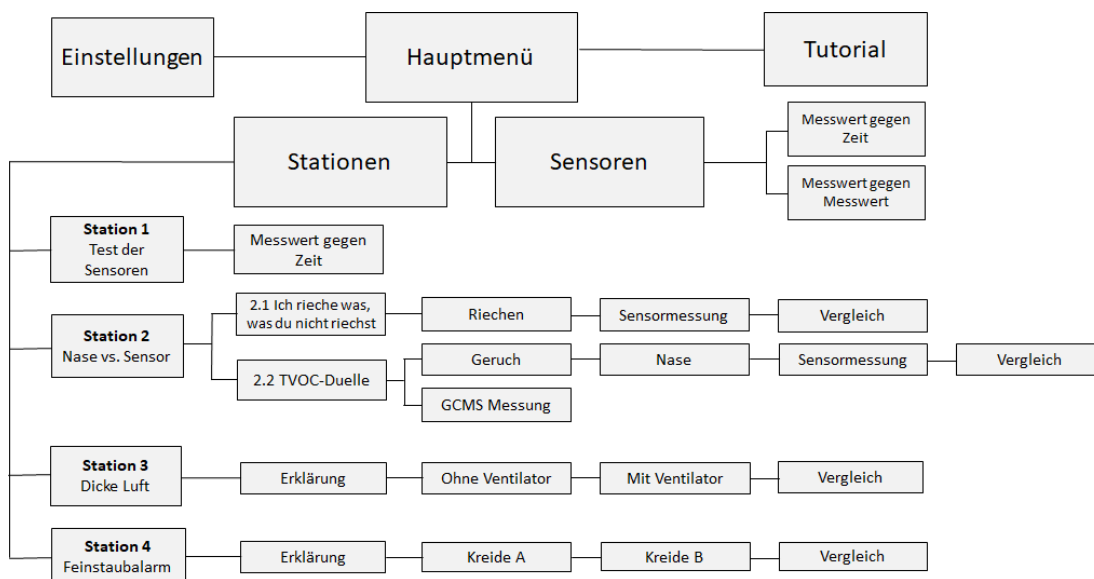 Einstellungen
Hauptmenü
Tutorial
Stationen
Sensoren
Messwert gegen
Zeit
Messwert gegen
Messwert
Station 1
Test der
Sensoren
Messwert gegen
Zeit
Station 2
Nase vs. Sensor
2.1 Ich rieche was,
was du nicht riechst
Riechen
Sensormessung
Vergleich
2.2 TVOC-Duelle
Geruch
Nase
Sensormessung
Vergleich
GCMS Messung
Station 3
Dicke Luft
Erklärung
Ohne Ventilator
Mit Ventilator
Vergleich
Station 4
Feinstaubalarm
Erklärung
Kreide A
Kreide B
Vergleich